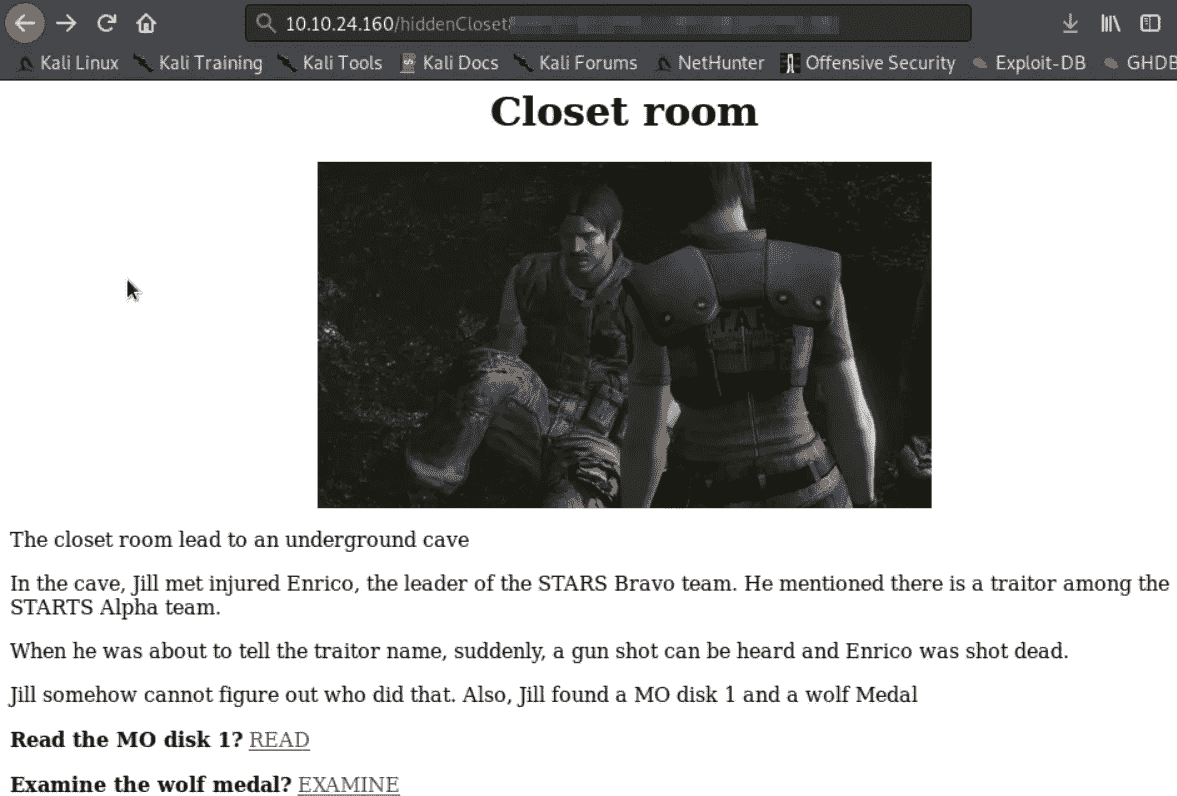 10.10.24.160/hiddenCloset
Kali Linux Kali Training Kali Tools Kali Docs Kali Forums NetHunter Offensive Security Exploit-DB GHDB
Closet room
The closet room lead to an underground cave
In the cave, Jill met injured Enrico, the leader of the STARS Bravo team. He mentioned there is a traitor among the
STARTS Alpha team.
When he was about to tell the traitor name, suddenly, a gun shot can be heard and Enrico was shot dead.
Jill somehow cannot figure out who did that. Also, Jill found a MO disk 1 and a wolf Medal
Read the MO disk 1? READ
Examine the wolf medal? EXAMINE